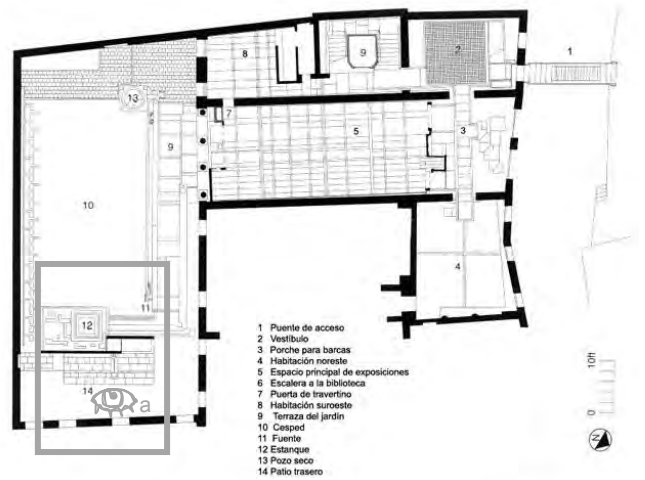 1
2
9
8
13
7
5
3
9
10
4
11
12
14
a
1 Puente de acceso
2 Vestíbulo
3 Porche para barcas
4 Habitación noreste
5 Espacio principal de exposiciones
6 Escalera a la biblioteca
7 Puerta de travertino
8 Habitación suroeste
9 Terraza del jardín
10 Cesped
11 Fuente
12 Estanque
13 Pozo seco
14 Patio trasero
10ft
0
N